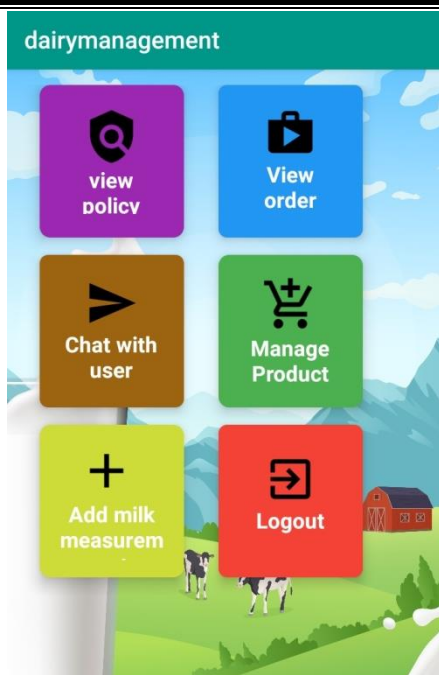 dairymanagement
view
policy
View
order
Chat with
user
Manage
Product
Add milk
measurem
Logout